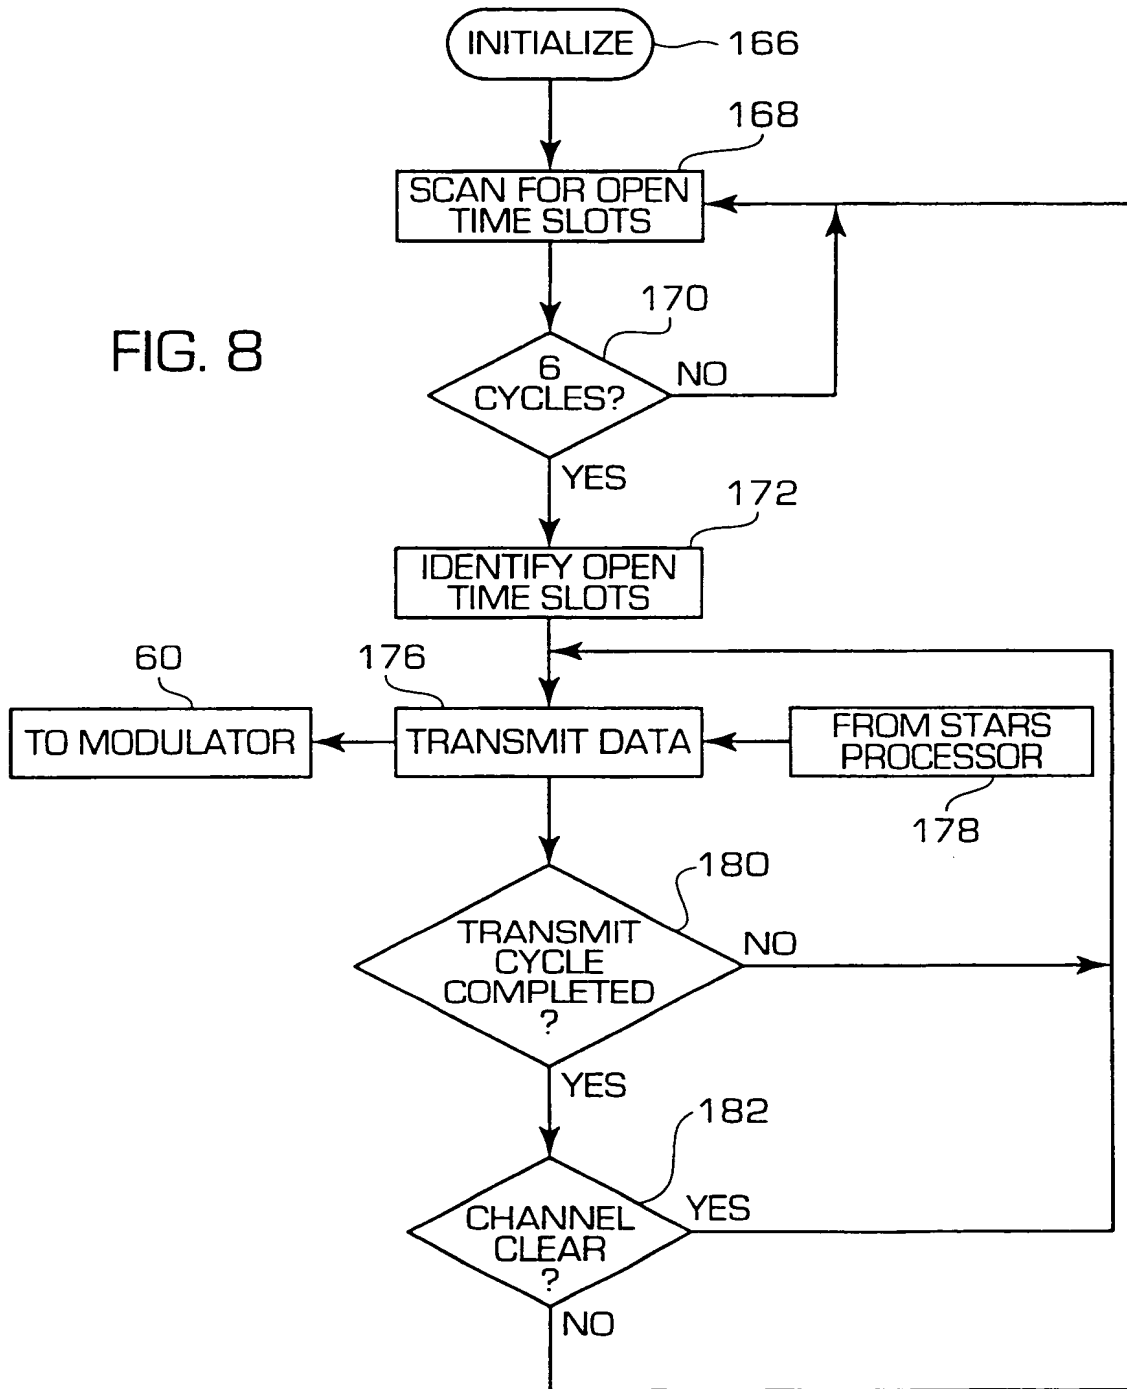 INITIALIZE
166
168
SCAN FOR OPEN
TIME SLOTS
170
FIG. 8
6
CYCLES?
NO
YES
172
IDENTIFY OPEN
TIME SLOTS
60
176
TO MODULATOR
TRANSMIT DATA
FROM STARS
PROCESSOR
178
180
TRANSMIT
CYCLE
COMPLETED
?
NO
YES
182
CHANNEL
CLEAR
?
YES
NO